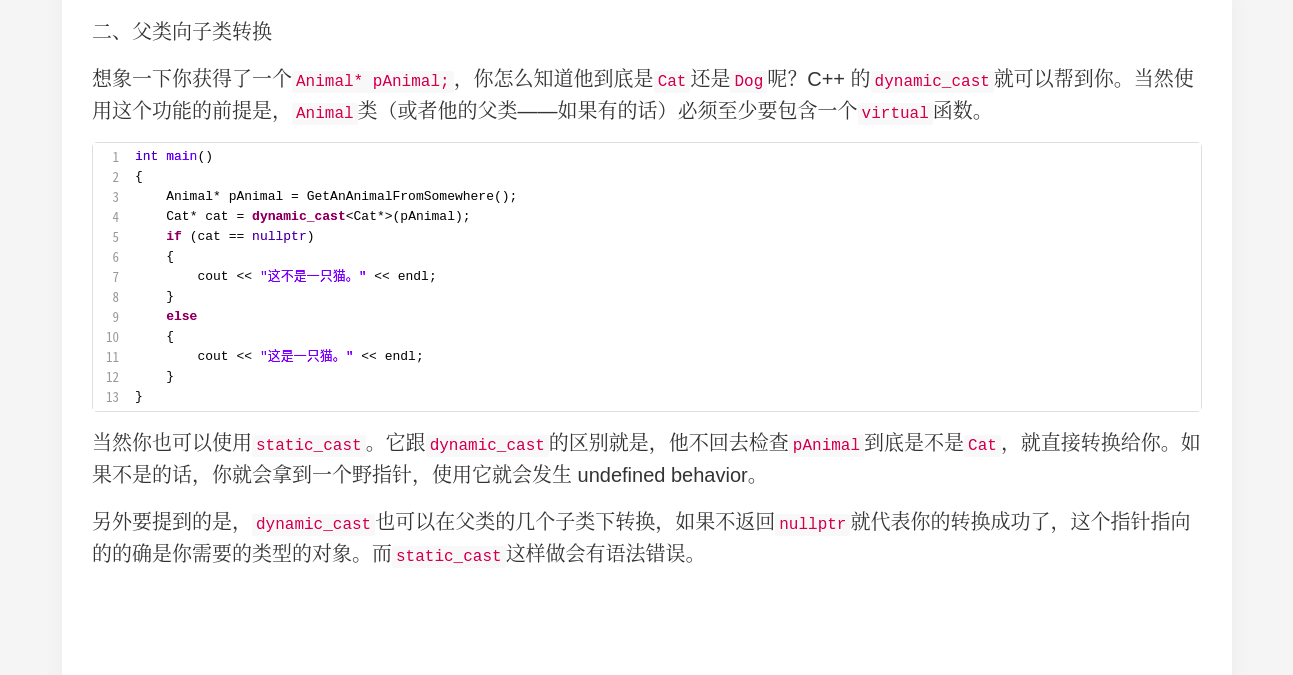 二、父类向子类转换
想象一下你获得了一个 Animal* pAnimal; ，你怎么知道他到底是 Cat 还是 Dog 呢？C++ 的 dynamic_cast 就可以帮到你。当然使
用这个功能的前提是， Animal 类（或者他的父类——如果有的话）必须至少要包含一个 virtual 函数。
1 int main()
2 {
3     Animal* pAnimal = GetAnAnimalFromSomewhere();
4     Cat* cat = dynamic_cast<Cat*>(pAnimal);
5     if (cat == nullptr)
6     {
7         cout << "这不是一只猫。" << endl;
8     }
9     else
10     {
11         cout << "这是一只猫。" << endl;
12     }
13 }
当然你也可以使用 static_cast 。它跟 dynamic_cast 的区别就是，他不回去检查 pAnimal 到底是不是 Cat ，就直接转换给你。如
果不是的话，你就会拿到一个野指针，使用它就会发生 undefined behavior。
另外要提到的是， dynamic_cast 也可以在父类的几个子类下转换，如果不返回 nullptr 就代表你的转换成功了，这个指针指向
的的确是你需要的类型的对象。而 static_cast 这样做会有语法错误。